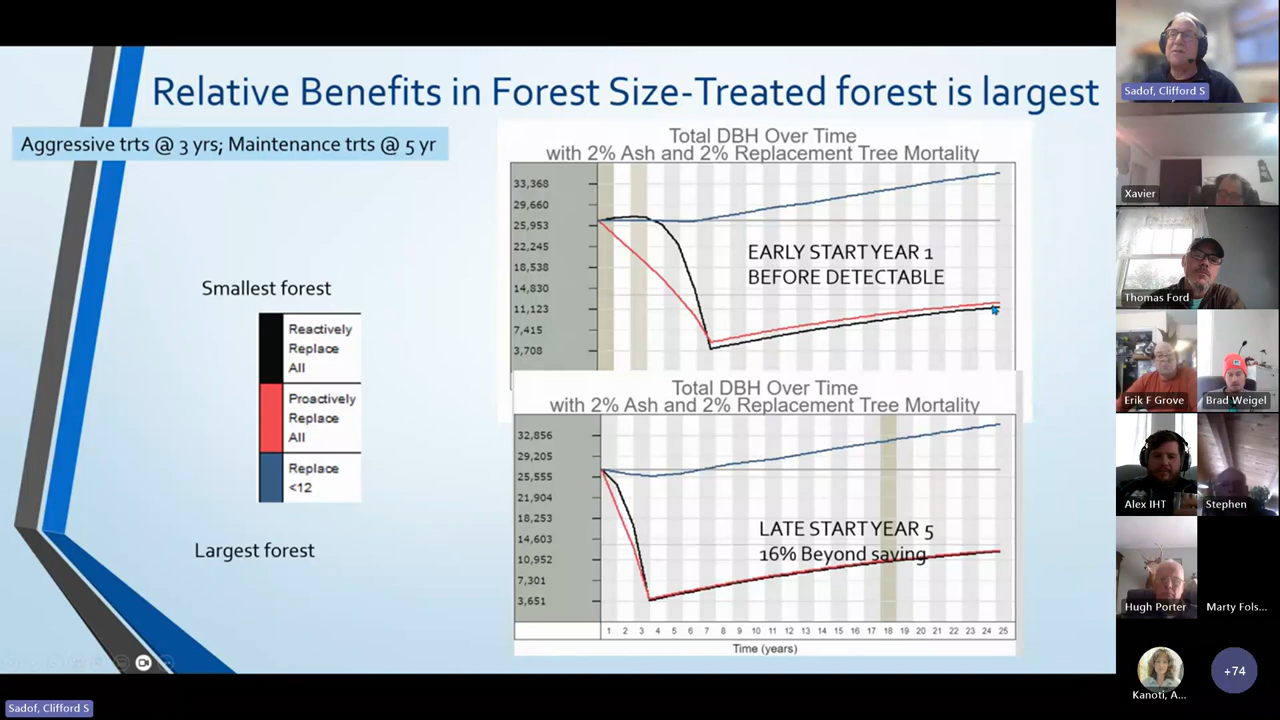 Relative Benefits in Forest Size-Treated forest is largest
Aggressive trts @ 3 yrs; Maintenance trts @ 5 yr
Smallest forest
Reactively
Replace
All
Proactively
Replace
All
Replace
<12
Largest forest
Total DBH Over Time
with 2% Ash and 2% Replacement Tree Mortality
33,368
29,660
25,953
22,245
18,538
14,830
11,123
7,415
3,708
EARLY START YEAR 1
BEFORE DETECTABLE
Total DBH Over Time
with 2% Ash and 2% Replacement Tree Mortality
32,856
29,205
25,555
21,904
18,253
14,603
10,952
7,301
3,651
LATE START YEAR 5
16% Beyond saving
1 2 3 4 5 6 7 8 9 10 11 12 13 14 15 16 17 18 19 20 21 22 23 24 25
Time (years)
Sadof, Clifford S
Sadof, Clifford S
Xavier
Thomas Ford
Erik F Grove
Brad Weigel
Alex IHT
Stephen
Hugh Porter
Marty Fols...
Kanoti, A...
+74